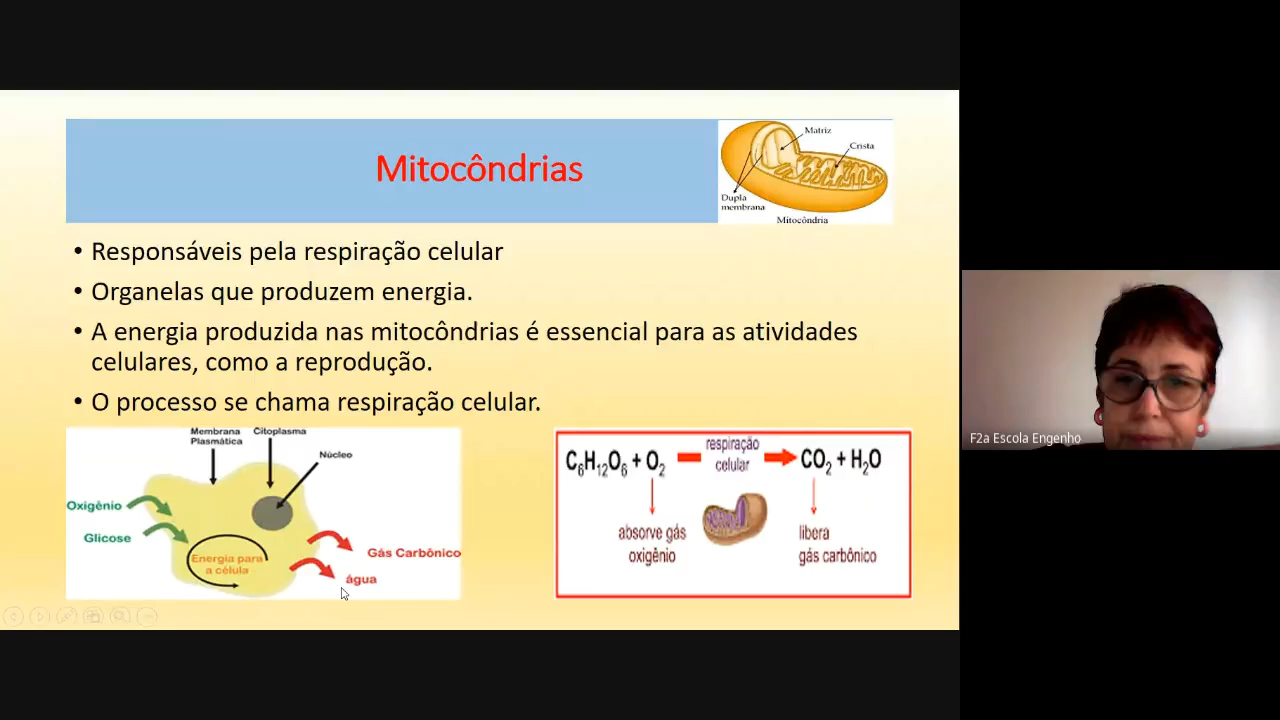 Mitocôndrias
Matriz
Crista
Dupla
membrana
Mitocôndria
• Responsáveis pela respiração celular
• Organelas que produzem energia.
• A energia produzida nas mitocôndrias é essencial para as atividades
celulares, como a reprodução.
• O processo se chama respiração celular.
Membrana
Plasmática
Citoplasma
Núcleo
Oxigênio
Glicose
Energia para
a célula
Gás Carbônico
água
C₆H₁₂O₆ + O₂
respiração
celular
CO₂ + H₂O
absorve gás
oxigênio
libera
gás carbônico
F2a Escola Engenho